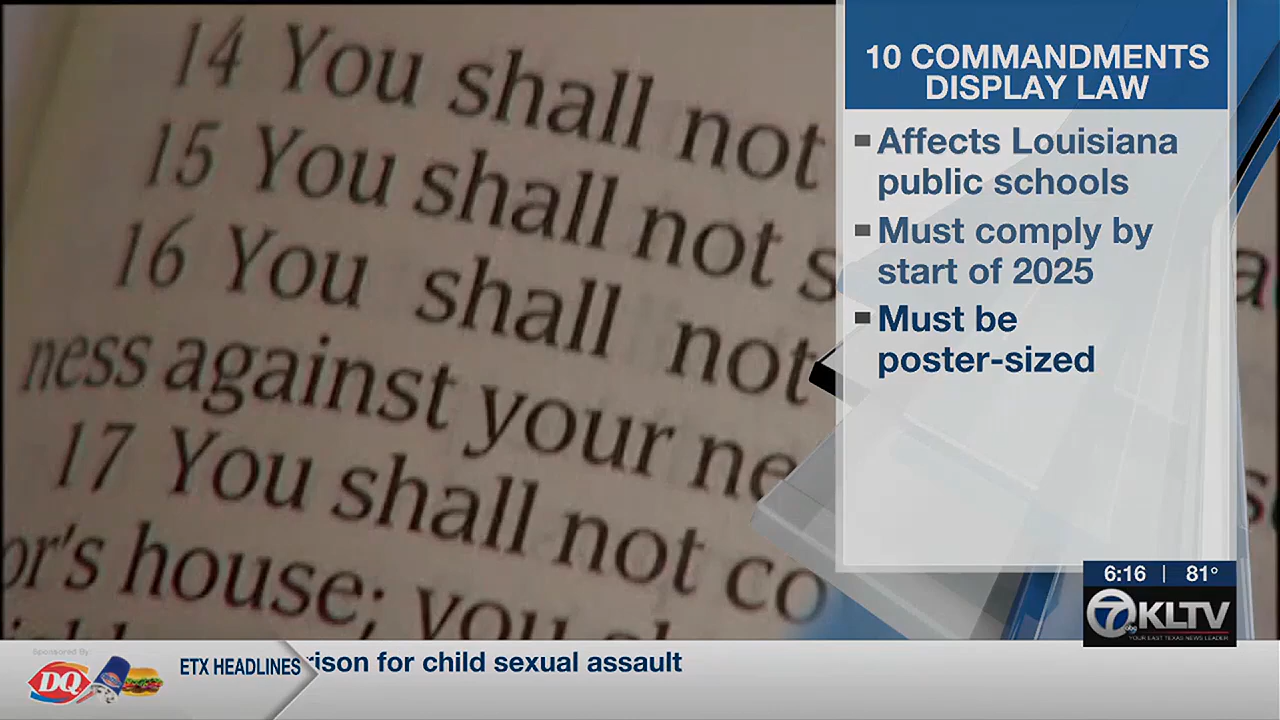 14 You shall not
15 You shall not
16 You shall not
ness against your
17 You shall not
or's house; you
10 COMMANDMENTS
DISPLAY LAW
Affects Louisiana
public schools
Must comply by
start of 2025
Must be
poster-sized
6:16 | 81°
7 abc KLTV
YOUR EAST TEXAS NEWS LEADER
Sponsored By:
DQ
ETX HEADLINES
for child sexual assault